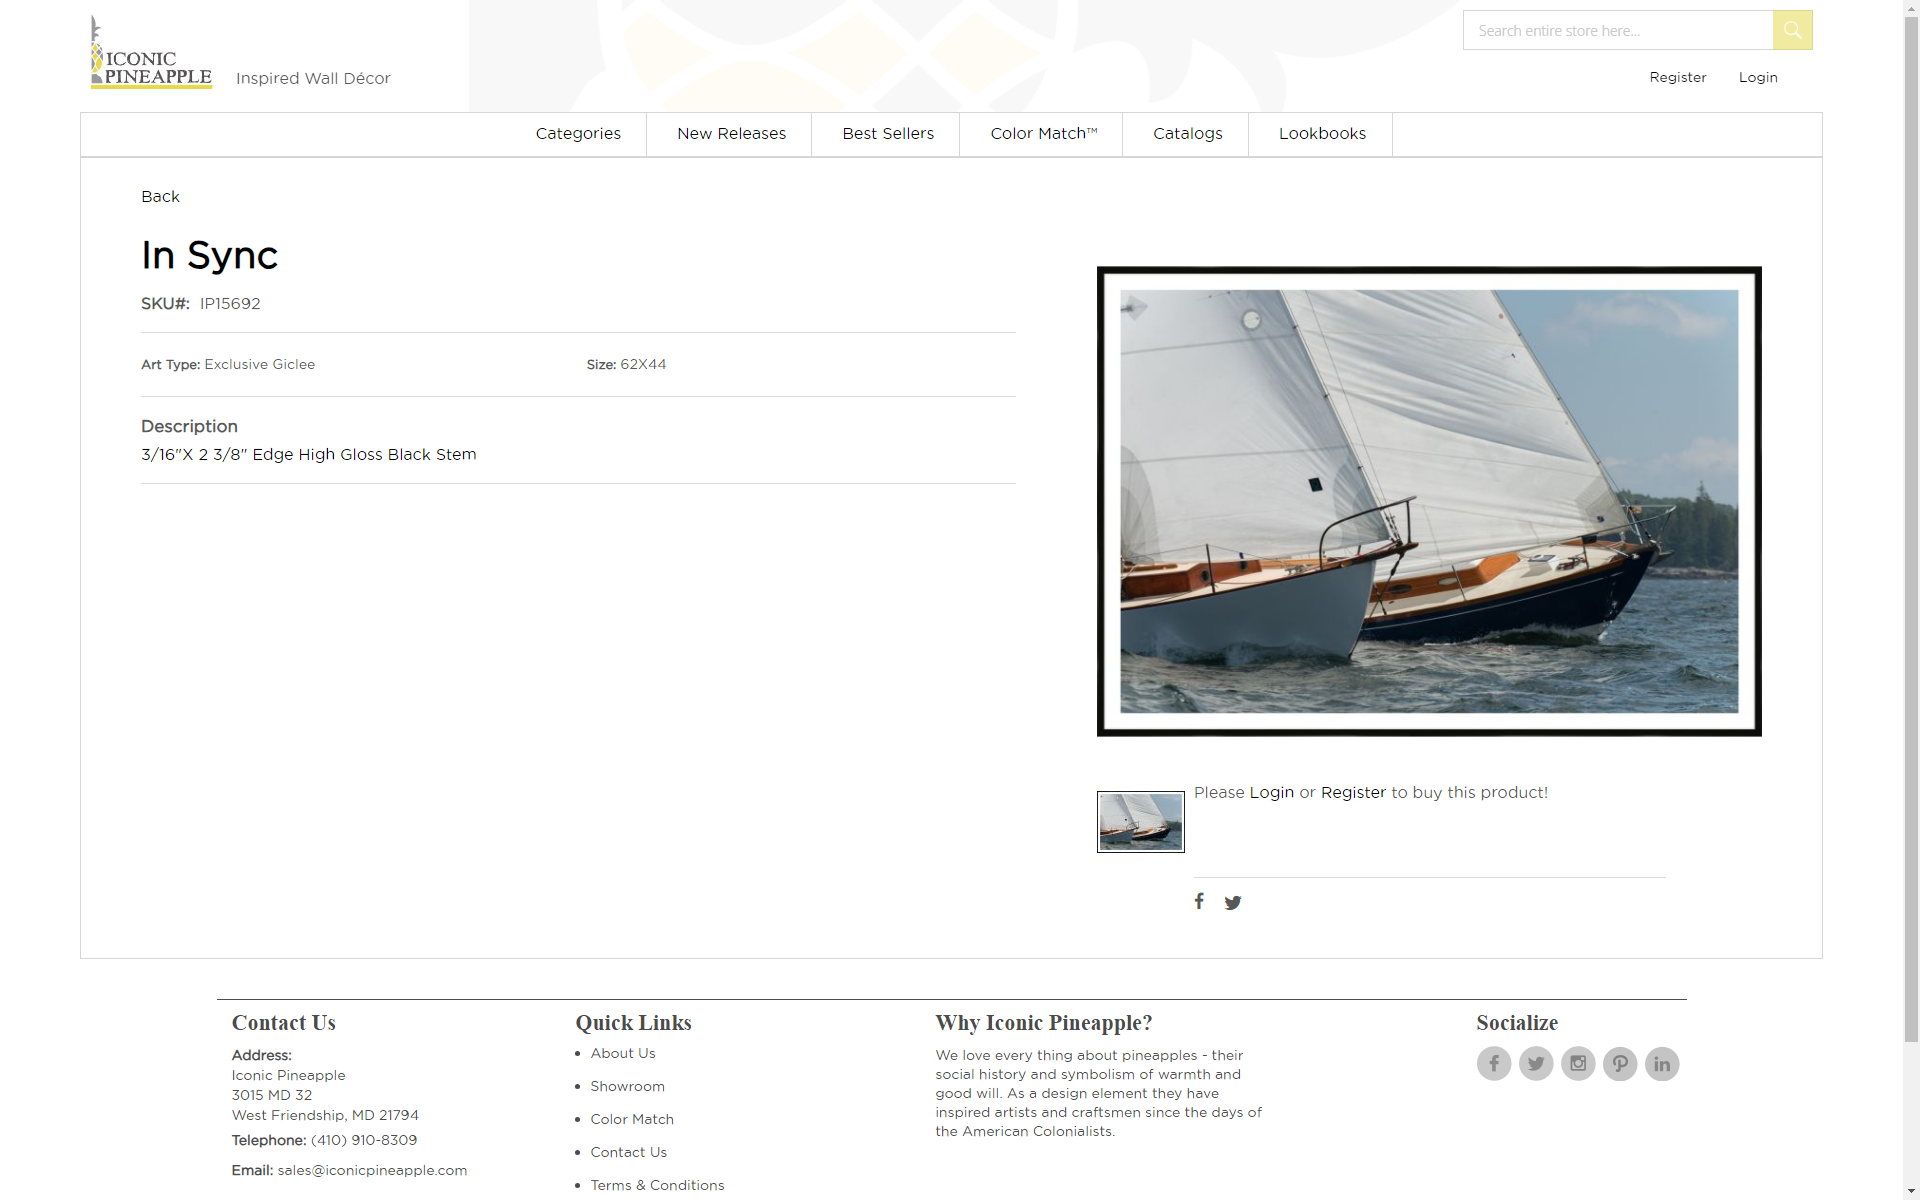 ICONIC
PINEAPPLE
Inspired Wall Décor
Search entire store here...
Register
Login
Categories
New Releases
Best Sellers
Color Match™
Catalogs
Lookbooks
Back
In Sync
SKU#: IP15692
Art Type: Exclusive Giclee
Size: 62X44
Description
3/16"X 2 3/8" Edge High Gloss Black Stem
Please Login or Register to buy this product!
Contact Us
Address:
Iconic Pineapple
3015 MD 32
West Friendship, MD 21794
Telephone: (410) 910-8309
Email: sales@iconicpineapple.com
Quick Links
About Us
Showroom
Color Match
Contact Us
Terms & Conditions
Why Iconic Pineapple?
We love every thing about pineapples - their
social history and symbolism of warmth and
good will. As a design element they have
inspired artists and craftsmen since the days of
the American Colonialists.
Socialize